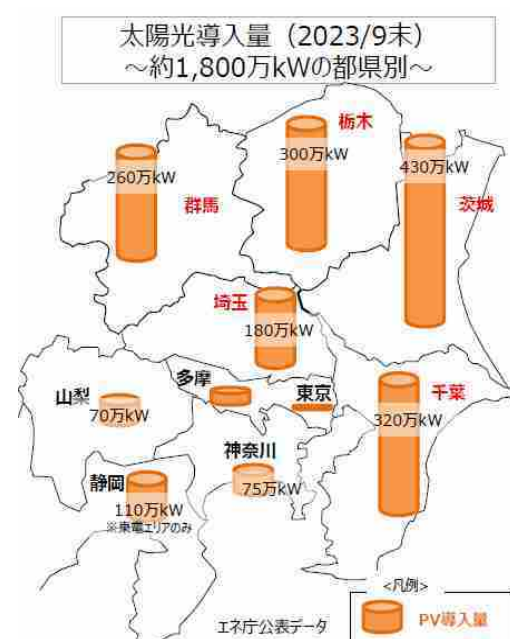 太陽光導入量（2023/9末）
～約1,800万kWの都県別～
栃木
300万kW
430万kW
茨城
260万kW
群馬
埼玉
180万kW
多摩
東京
千葉
320万kW
山梨
70万kW
神奈川
75万kW
静岡
110万kW
※東電エリアのみ
<凡例>
PV導入量
エネ庁公表データ